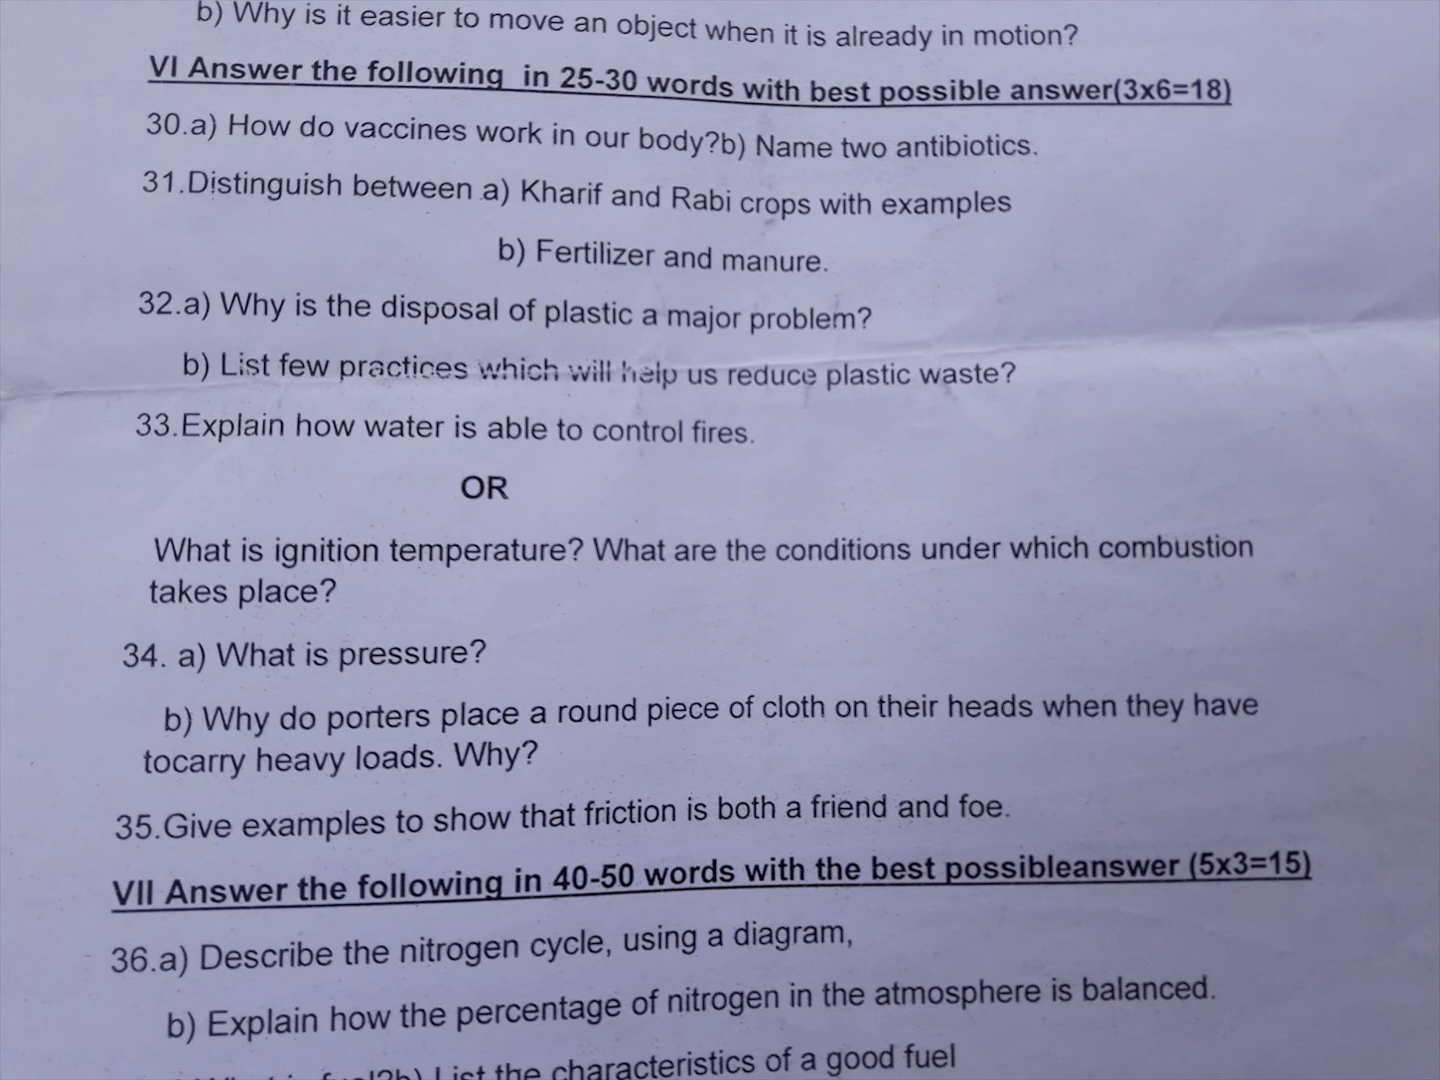 b) Why is it easier to move an object when it is already in motion?
VI Answer the following in 25-30 words with best possible answer(3x6=18)
30.a) How do vaccines work in our body?b) Name two antibiotics.
31.Distinguish between a) Kharif and Rabi crops with examples
b) Fertilizer and manure.
32.a) Why is the disposal of plastic a major problem?
b) List few practices which will help us reduce plastic waste?
33.Explain how water is able to control fires.
OR
What is ignition temperature? What are the conditions under which combustion
takes place?
34. a) What is pressure?
b) Why do porters place a round piece of cloth on their heads when they have
tocarry heavy loads. Why?
35.Give examples to show that friction is both a friend and foe.
VII Answer the following in 40-50 words with the best possibleanswer (5x3=15)
36.a) Describe the nitrogen cycle, using a diagram,
b) Explain how the percentage of nitrogen in the atmosphere is balanced.
fuel?b) List the characteristics of a good fuel